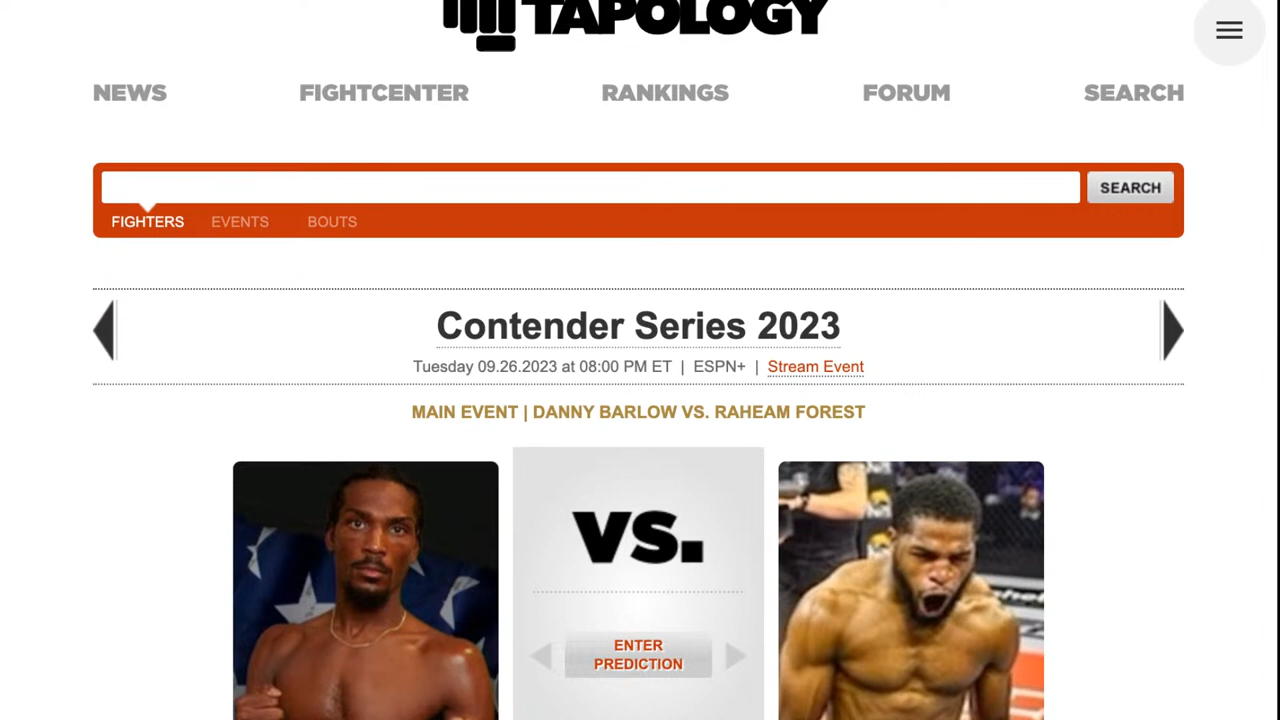 TAPOLOGY
NEWS FIGHTCENTER RANKINGS FORUM SEARCH
SEARCH
FIGHTERS EVENTS BOUTS
Contender Series 2023
Tuesday 09.26.2023 at 08:00 PM ET | ESPN+ | Stream Event
MAIN EVENT | DANNY BARLOW VS. RAHEAM FOREST
VS.
ENTER
PREDICTION